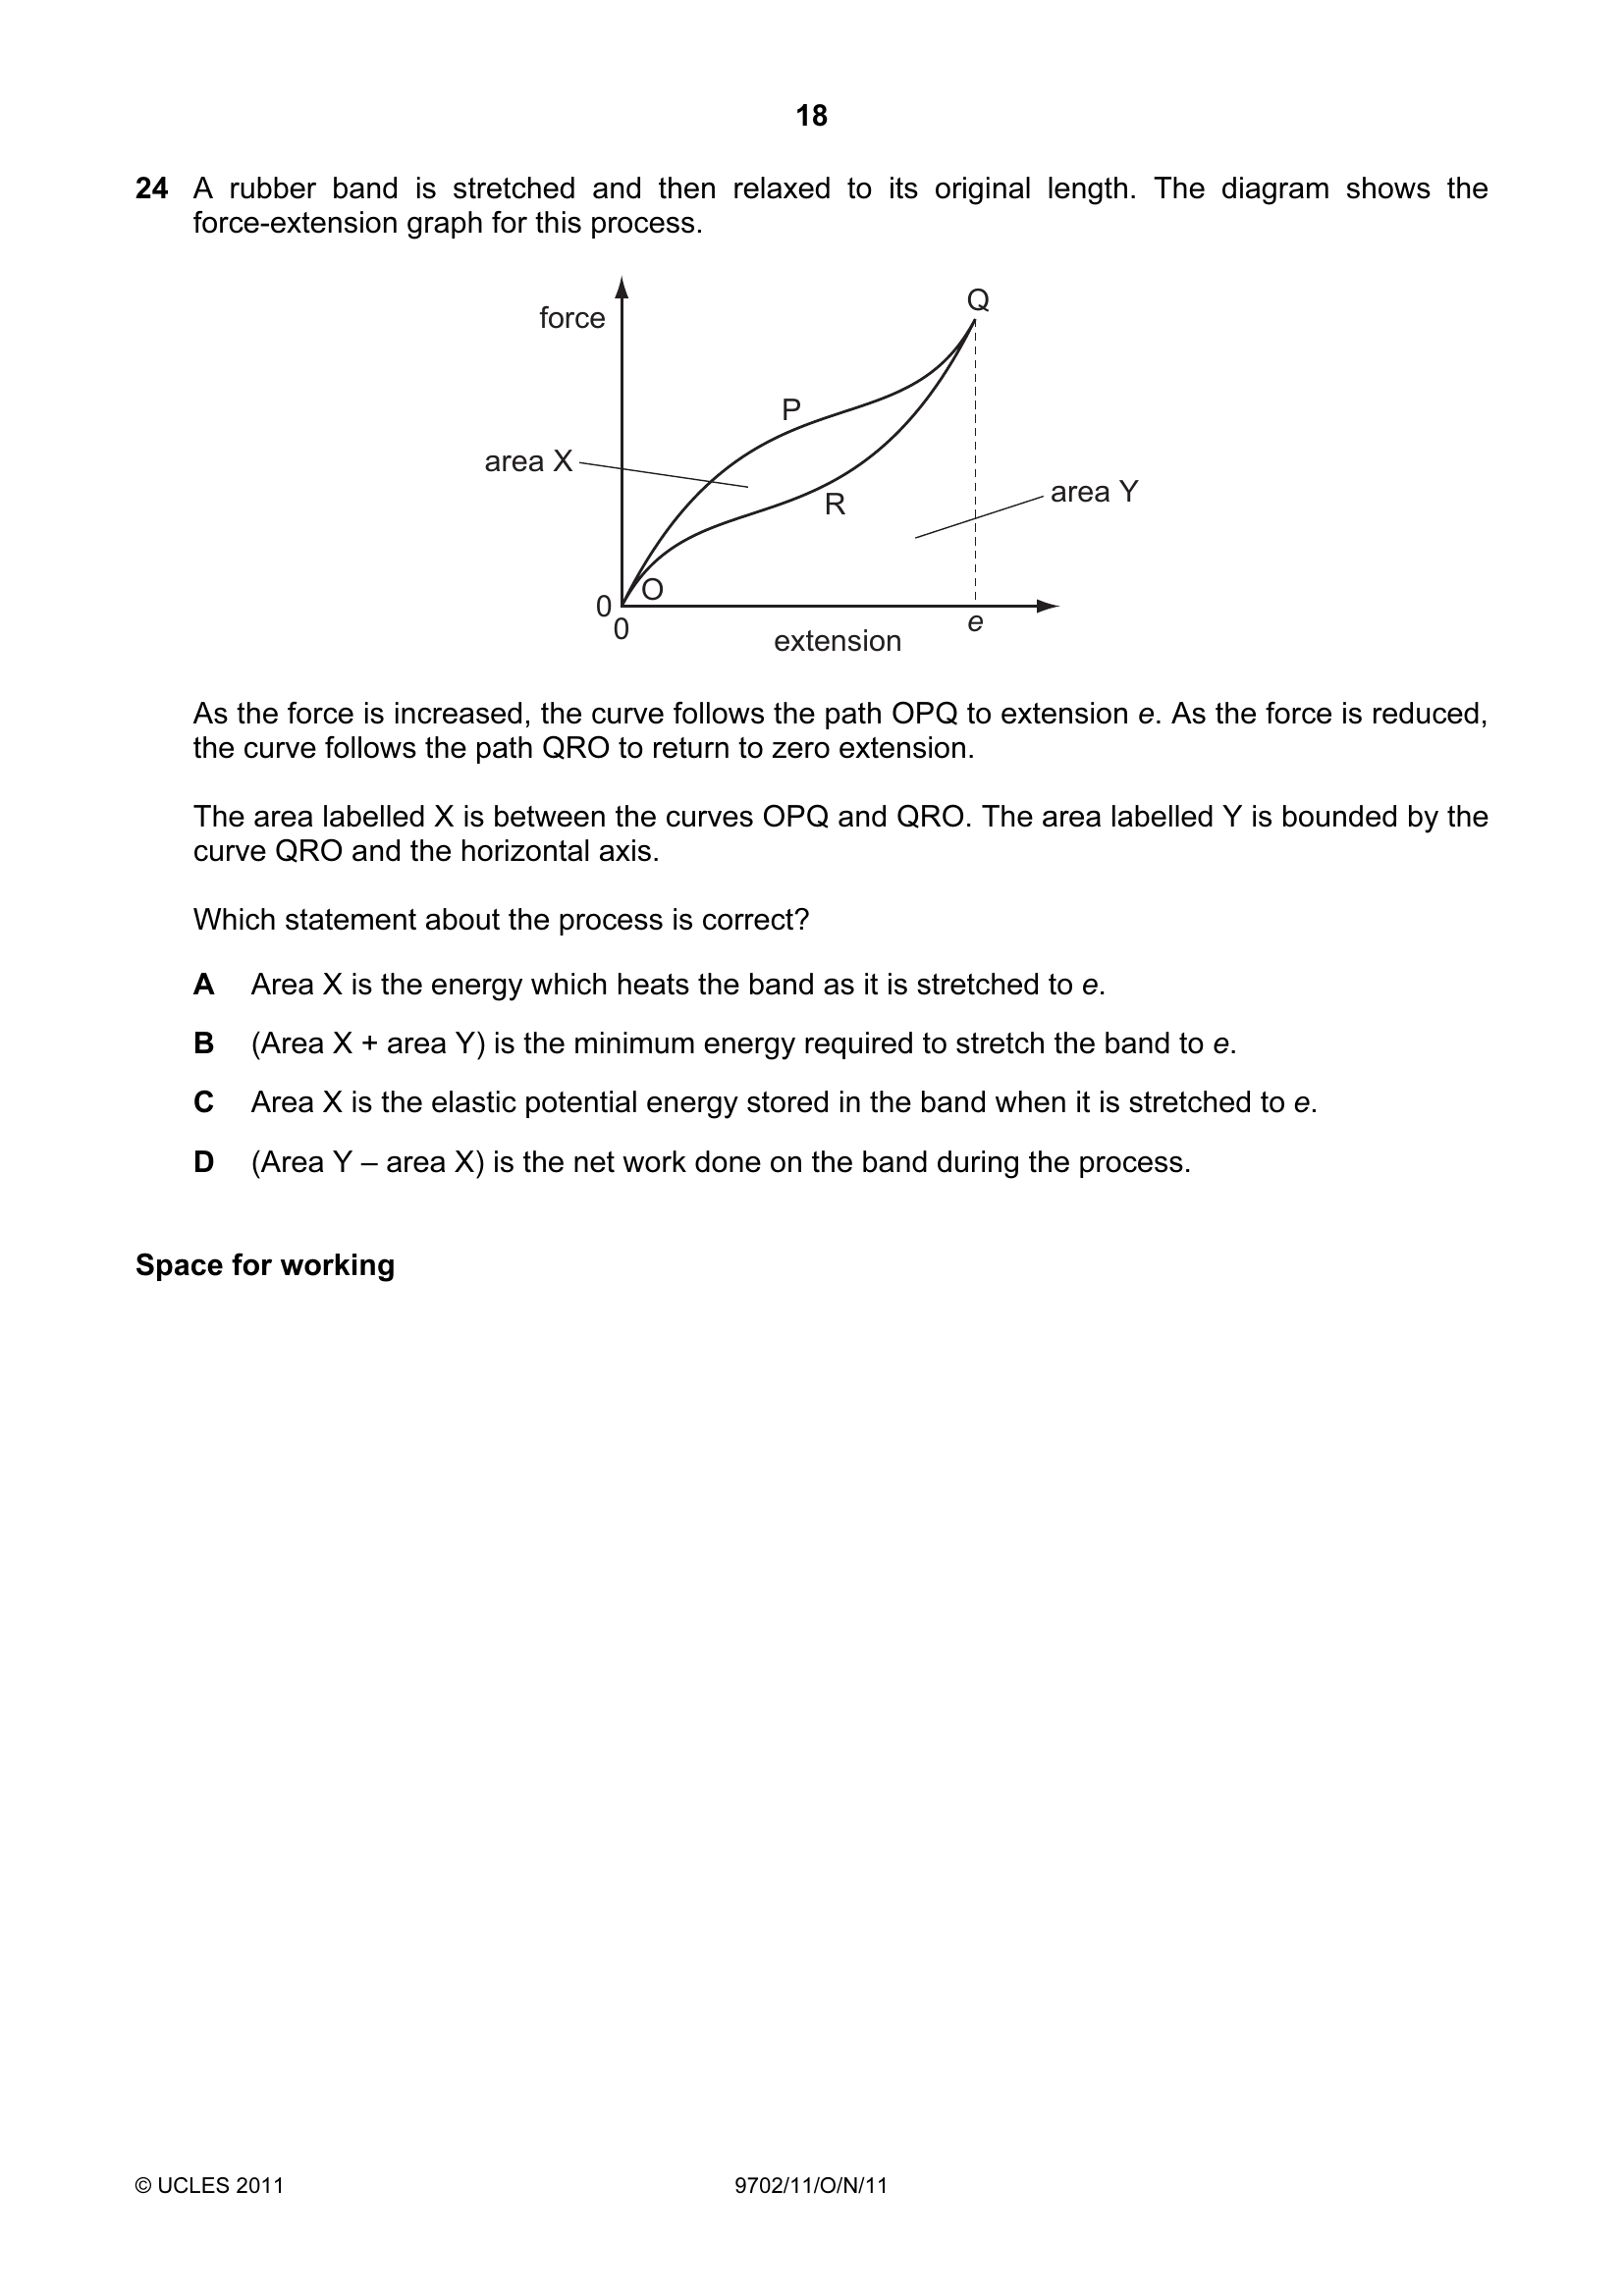 18
24 A rubber band is stretched and then relaxed to its original length. The diagram shows the
force-extension graph for this process.
Q
force
P
area X
R
area Y
O
0
0
e
extension
As the force is increased, the curve follows the path OPQ to extension e. As the force is reduced,
the curve follows the path QRO to return to zero extension.
The area labelled X is between the curves OPQ and QRO. The area labelled Y is bounded by the
curve QRO and the horizontal axis.
Which statement about the process is correct?
A Area X is the energy which heats the band as it is stretched to e.
B (Area X + area Y) is the minimum energy required to stretch the band to e.
C Area X is the elastic potential energy stored in the band when it is stretched to e.
D (Area Y – area X) is the net work done on the band during the process.
Space for working
© UCLES 2011 9702/11/O/N/11